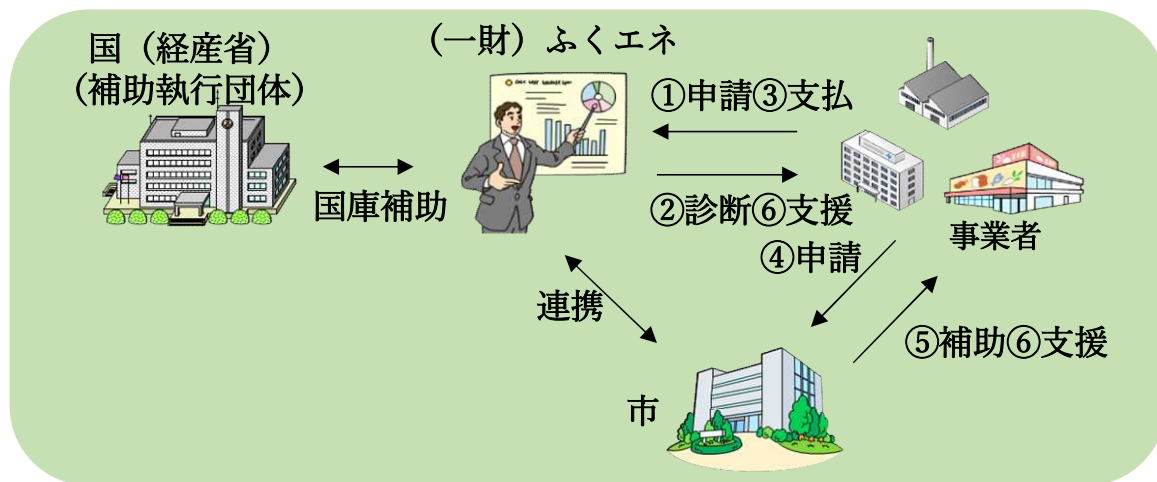 国（経産省）
（補助執行団体）
（一財）ふくエネ
①申請③支払
国庫補助
②診断⑥支援
事業者
④申請
連携
⑤補助⑥支援
市